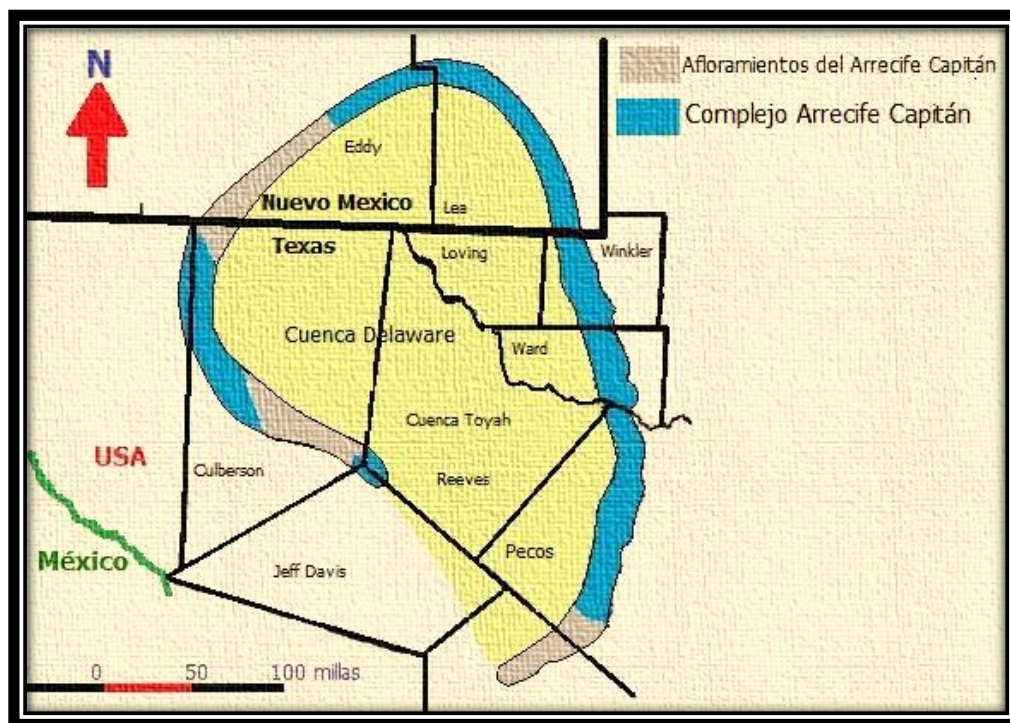 N
Afloramientos del Arrecife Capitán
Complejo Arrecife Capitán
Eddy
Nuevo Mexico
Lea
Texas
Loving
Winkler
Cuenca Delaware
Ward
Cuenca Toyah
USA
Culberson
Reeves
México
Jeff Davis
Pecos
0 50 100 millas